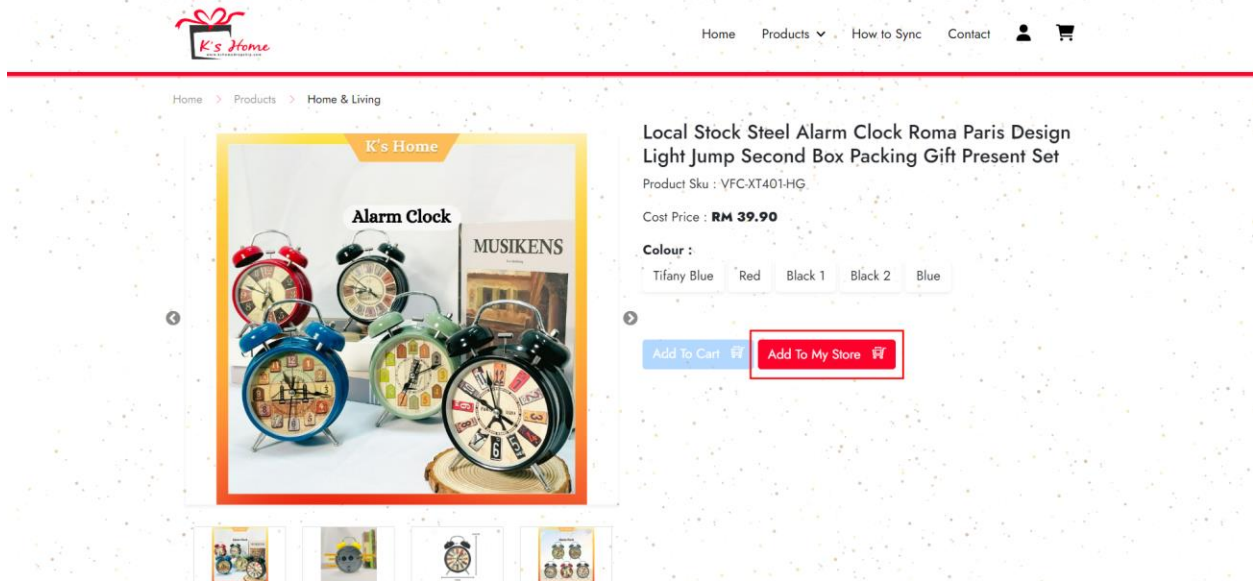 K's Home
Home
Products
How to Sync
Contact
Home > Products > Home & Living
K's Home
Alarm Clock
MUSIKENS
Local Stock Steel Alarm Clock Roma Paris Design
Light Jump Second Box Packing Gift Present Set
Product Sku : VFC-XT401-HG
Cost Price : RM 39.90
Colour :
Tifany Blue
Red
Black 1
Black 2
Blue
Add To Cart
Add To My Store